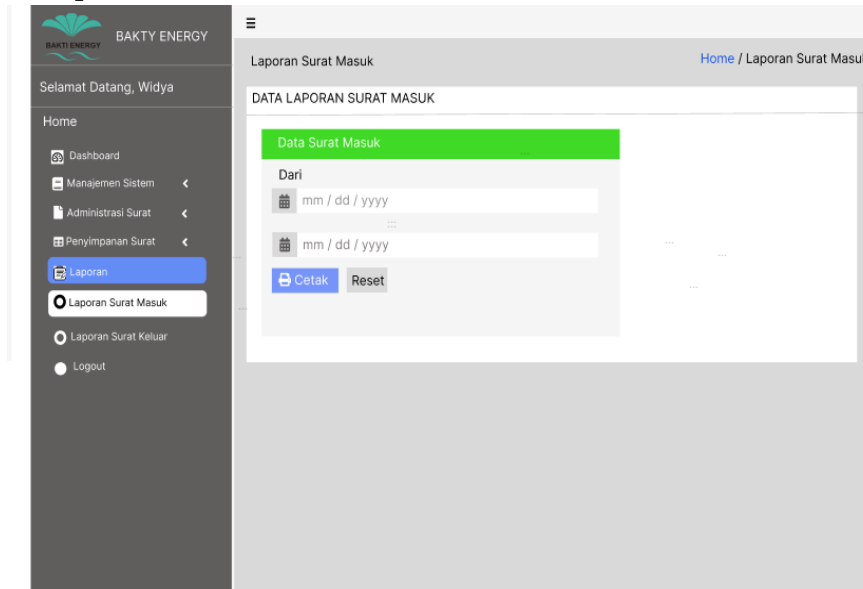 BAKTI ENERGY
BAKTY ENERGY
Selamat Datang, Widya
Home
Dashboard
Manajemen Sistem
Administrasi Surat
Penyimpanan Surat
Laporan
Laporan Surat Masuk
Laporan Surat Keluar
Logout
Laporan Surat Masuk
Home / Laporan Surat Masu
DATA LAPORAN SURAT MASUK
Data Surat Masuk
Dari
mm / dd / yyyy
mm / dd / yyyy
Cetak Reset